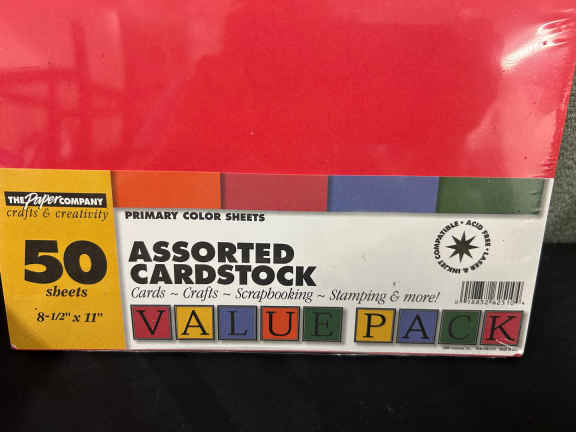 THE Paper COMPANY
crafts & creativity
50
sheets
8-1/2" x 11"
PRIMARY COLOR SHEETS
ASSORTED
CARDSTOCK
Cards ~ Crafts ~ Scrapbooking ~ Stamping & more!
VALUE PACK
ACID FREE • LASER & INKJET COMPATIBLE •